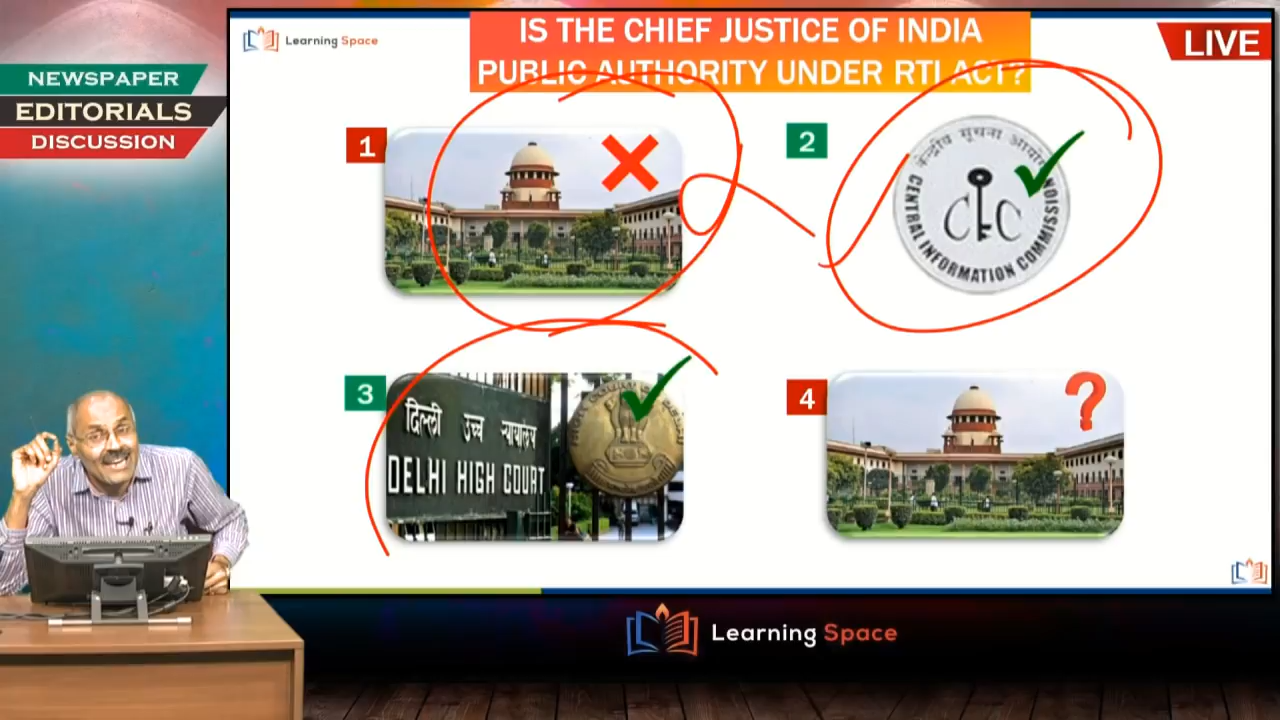 IS THE CHIEF JUSTICE OF INDIA
PUBLIC AUTHORITY UNDER RTI ACT?
Learning Space
LIVE
NEWSPAPER
EDITORIALS
DISCUSSION
1
2
केन्द्रीय सूचना आयोग
CIC
CENTRAL INFORMATION COMMISSION
3
दिल्ली उच्च न्यायालय
DELHI HIGH COURT
4
?
Learning Space